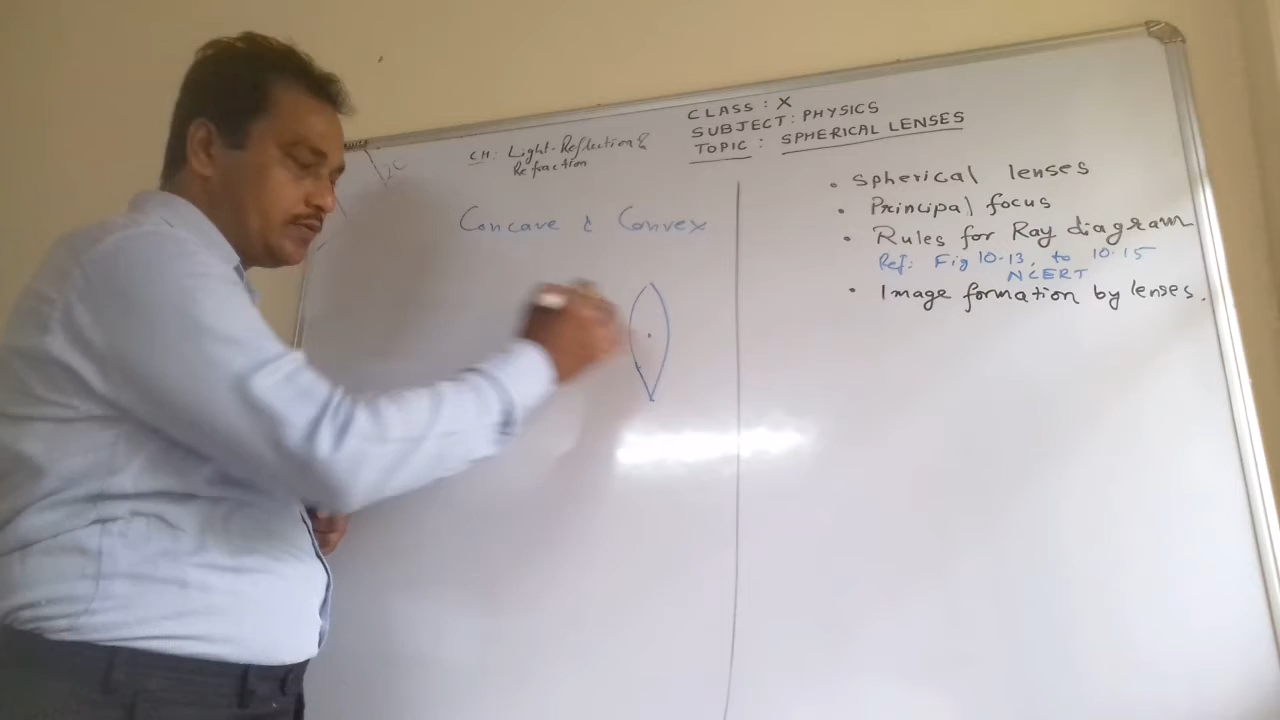 CLASS : X
SUBJECT : PHYSICS
TOPIC : SPHERICAL LENSES
CH: Light-Reflection &
Refraction
Concave & Convex
• Spherical lenses
• Principal focus
• Rules for Ray diagram
Ref: Fig 10.13, to 10.15
NCERT
• Image formation by lenses.